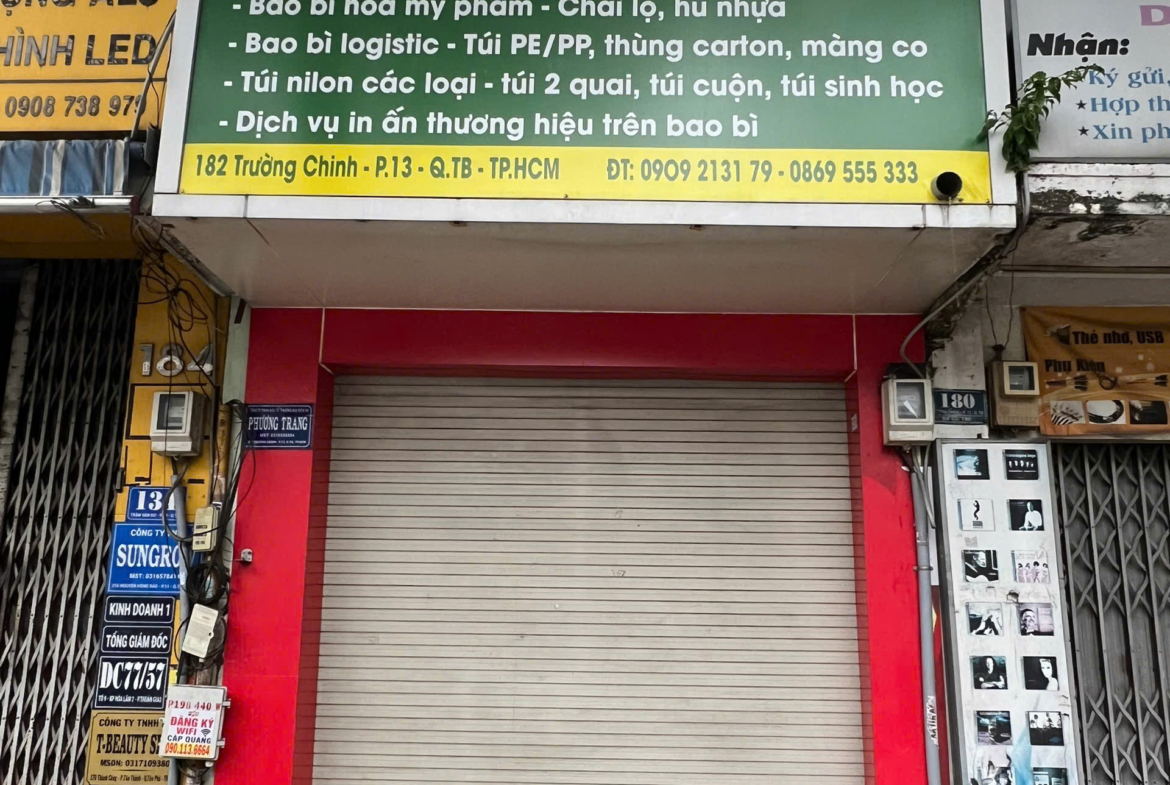 - Bao bì hóa mỹ phẩm - Chai lọ, hũ nhựa
- Bao bì logistic - Túi PE/PP, thùng carton, màng co
- Túi nilon các loại - túi 2 quai, túi cuộn, túi sinh học
- Dịch vụ in ấn thương hiệu trên bao bì
182 Trường Chinh - P.13 - Q.TB - TP.HCM ĐT: 0909 2131 79 - 0869 555 333
HÌNH LED
0908 738 979
Nhận:
Ký gửi
★Hợp th
★Xin ph
Thẻ nhớ, USB
Phụ Kiện
184
PHƯƠNG TRANG
180
131
CÔNG TY
SUNGRO
KINH DOANH 1
TỔNG GIÁM ĐỐC
DC77/57
CÔNG TY TNHH
T-BEAUTY S
MSDN: 0317109380
P198 440 W
ĐĂNG KÝ
WIFI
CÁP QUANG
090.113.6664